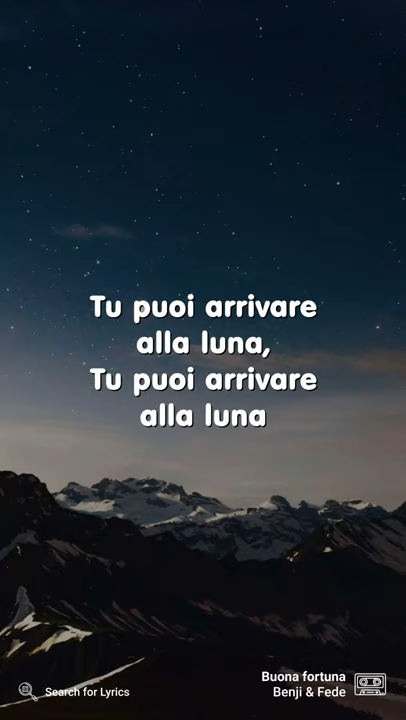 Tu puoi arrivare
alla luna,
Tu puoi arrivare
alla luna
Buona fortuna
Benji & Fede
Search for Lyrics